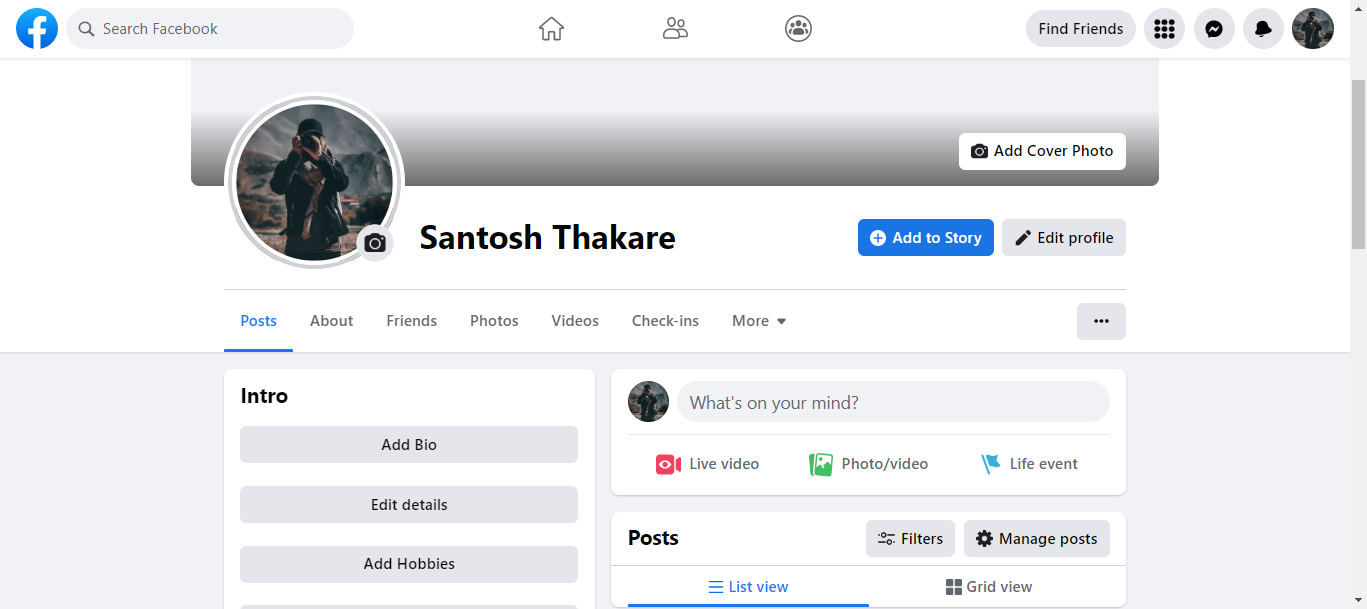 Search Facebook
Find Friends
Add Cover Photo
Santosh Thakare
Add to Story
Edit profile
Posts
About
Friends
Photos
Videos
Check-ins
More
Intro
Add Bio
Edit details
Add Hobbies
What's on your mind?
Live video
Photo/video
Life event
Posts
Filters
Manage posts
List view
Grid view